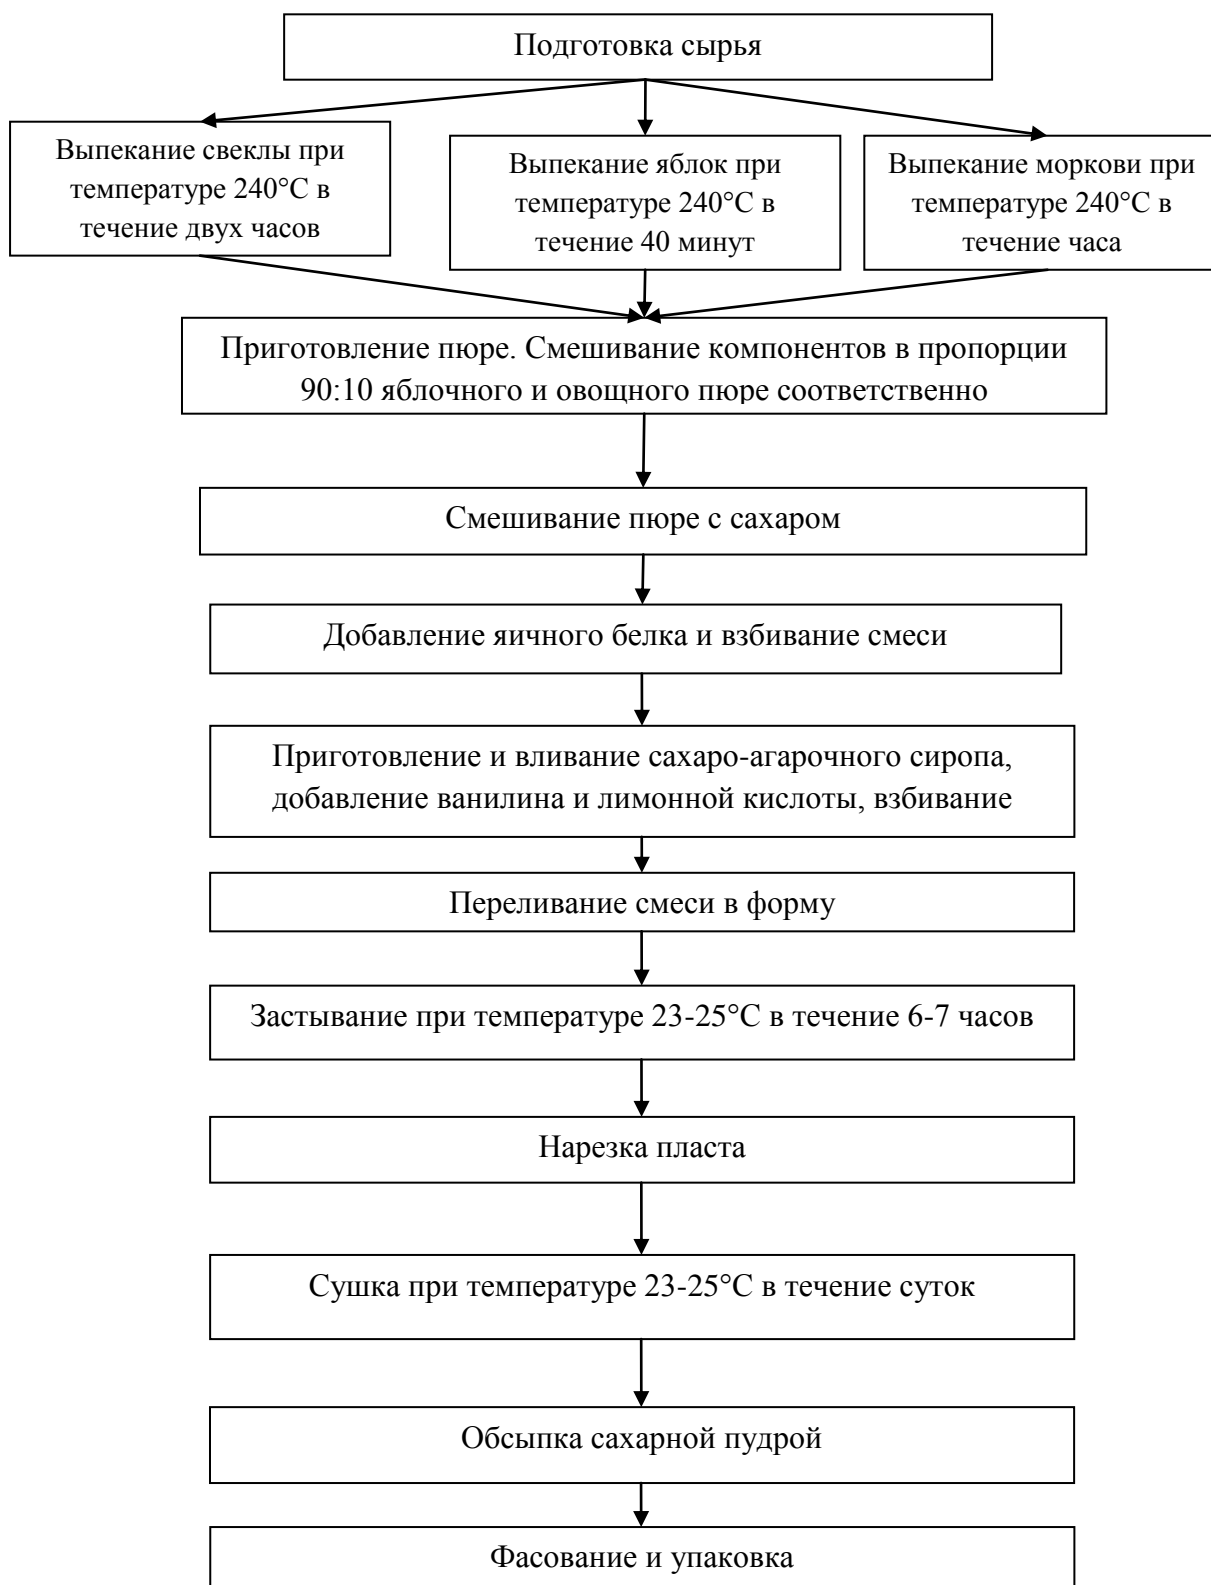 Подготовка сырья
Выпекание свеклы при
температуре 240°С в
течение двух часов
Выпекание яблок при
температуре 240°С в
течение 40 минут
Выпекание моркови при
температуре 240°С в
течение часа
Приготовление пюре. Смешивание компонентов в пропорции
90:10 яблочного и овощного пюре соответственно
Смешивание пюре с сахаром
Добавление яичного белка и взбивание смеси
Приготовление и вливание сахаро-агарочного сиропа,
добавление ванилина и лимонной кислоты, взбивание
Переливание смеси в форму
Застывание при температуре 23-25°С в течение 6-7 часов
Нарезка пласта
Сушка при температуре 23-25°С в течение суток
Обсыпка сахарной пудрой
Фасование и упаковка